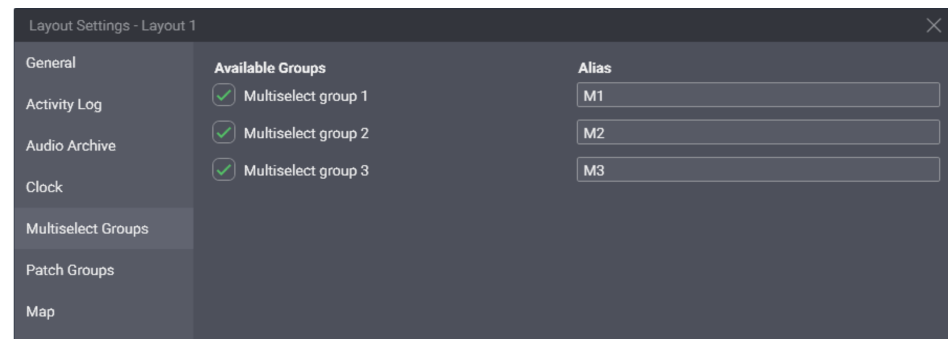 Layout Settings - Layout 1
General
Activity Log
Audio Archive
Clock
Multiselect Groups
Patch Groups
Map
Available Groups Alias
Multiselect group 1 M1
Multiselect group 2 M2
Multiselect group 3 M3